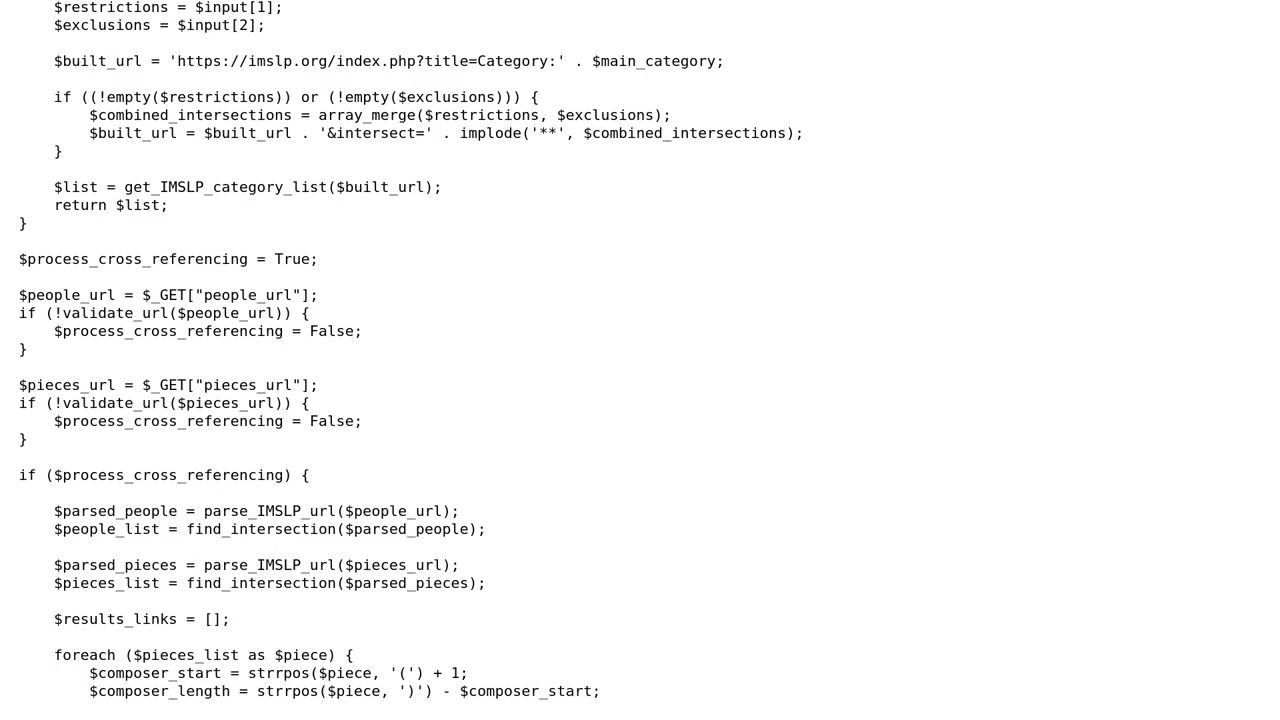 $restrictions = $input[1];
$exclusions = $input[2];
$built_url = 'https://imslp.org/index.php?title=Category:' . $main_category;
if ((!empty($restrictions)) or (!empty($exclusions))) {
$combined_intersections = array_merge($restrictions, $exclusions);
$built_url = $built_url . '&intersect=' . implode('**', $combined_intersections);
}
$list = get_IMSLP_category_list($built_url);
return $list;
}
$process_cross_referencing = True;
$people_url = $_GET["people_url"];
if (!validate_url($people_url)) {
$process_cross_referencing = False;
}
$pieces_url = $_GET["pieces_url"];
if (!validate_url($pieces_url)) {
$process_cross_referencing = False;
}
if ($process_cross_referencing) {
$parsed_people = parse_IMSLP_url($people_url);
$people_list = find_intersection($parsed_people);
$parsed_pieces = parse_IMSLP_url($pieces_url);
$pieces_list = find_intersection($parsed_pieces);
$results_links = [];
foreach ($pieces_list as $piece) {
$composer_start = strrpos($piece, '(') + 1;
$composer_length = strrpos($piece, ')') - $composer_start;